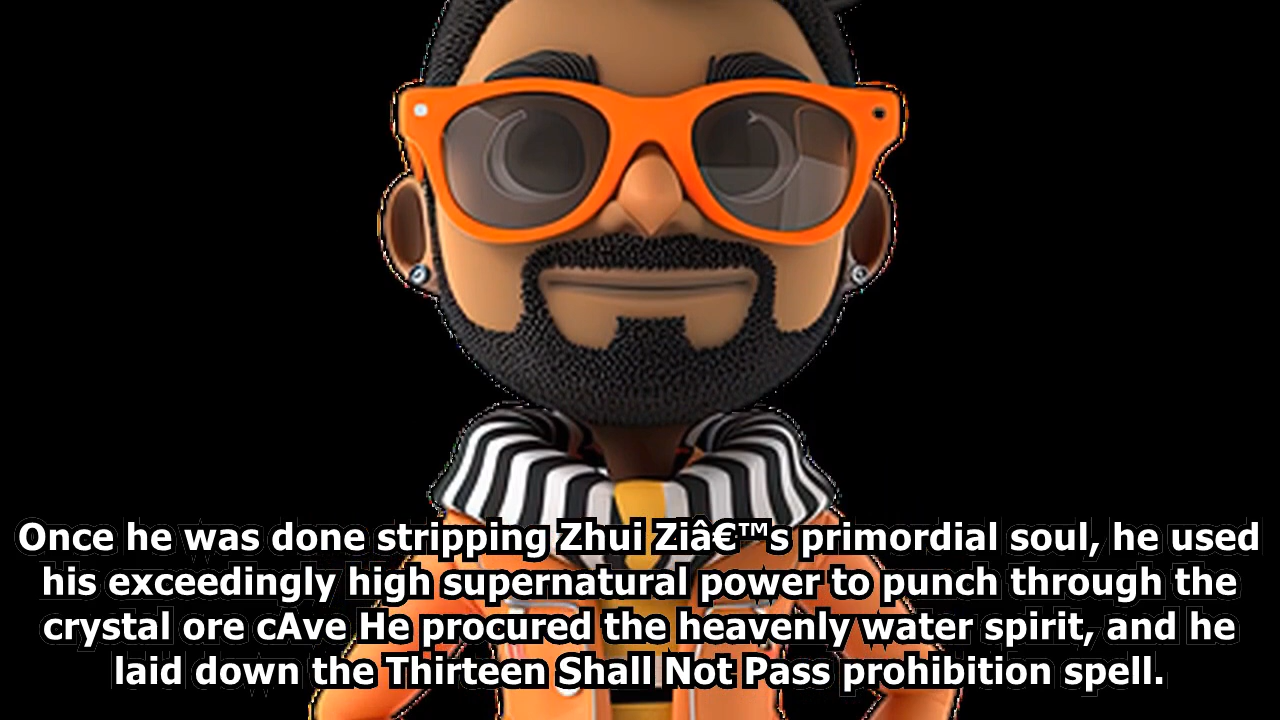 Once he was done stripping Zhui Ziâ€™s primordial soul, he used
his exceedingly high supernatural power to punch through the
crystal ore cAve He procured the heavenly water spirit, and he
laid down the Thirteen Shall Not Pass prohibition spell.